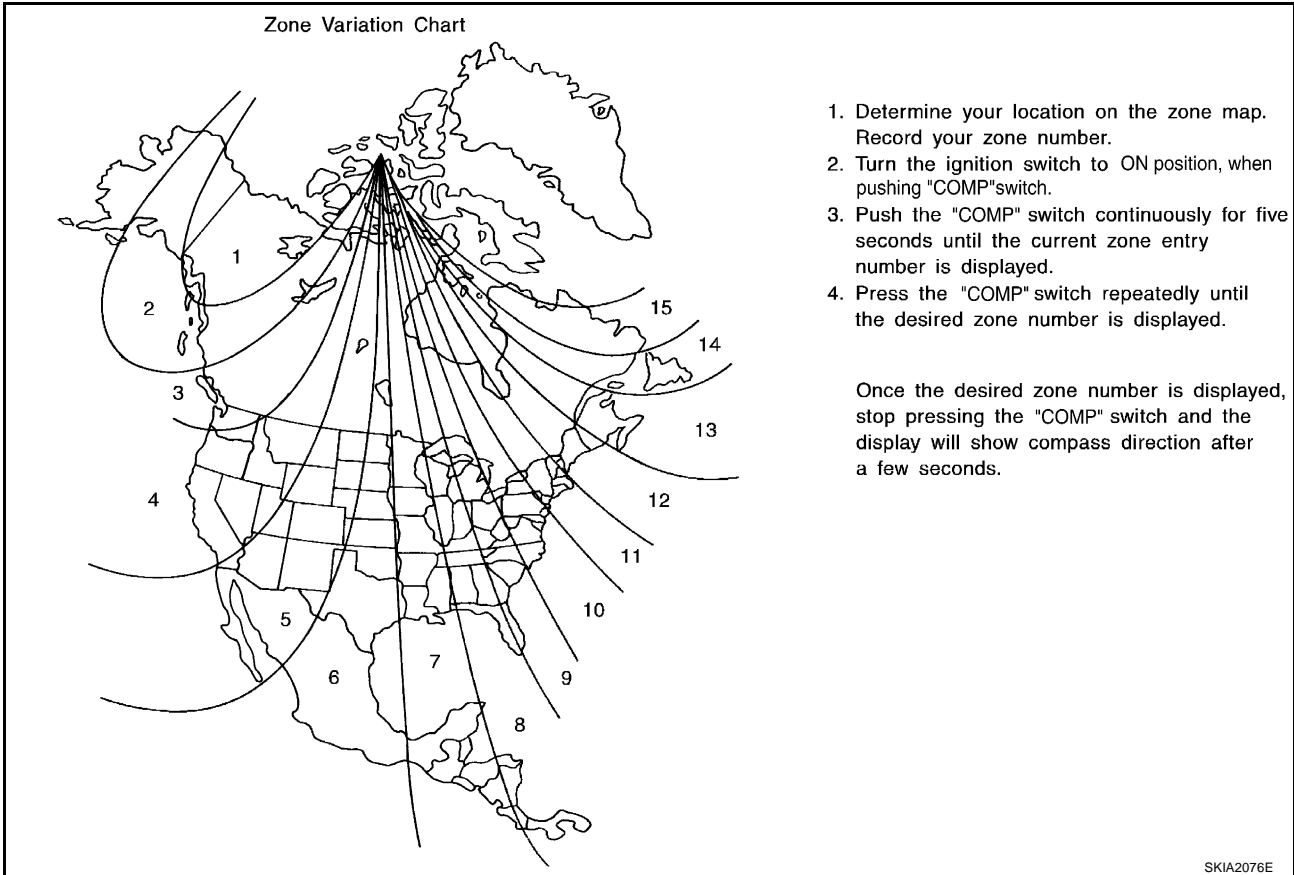 Zone Variation Chart
1. Determine your location on the zone map.
Record your zone number.
2. Turn the ignition switch to ON position, when
pushing "COMP"switch.
3. Push the "COMP" switch continuously for five
seconds until the current zone entry
number is displayed.
4. Press the "COMP" switch repeatedly until
the desired zone number is displayed.
Once the desired zone number is displayed,
stop pressing the "COMP" switch and the
display will show compass direction after
a few seconds.
1
2
3
4
5
6
7
8
9
10
11
12
13
14
15
SKIA2076E